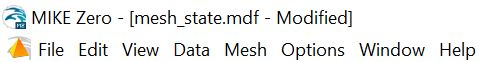 MIKE Zero - [mesh_state.mdf - Modified]
File Edit View Data Mesh Options Window Help